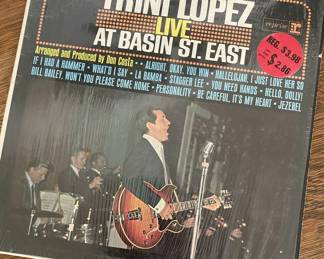 TRINI LOPEZ
LIVE
AT BASIN ST. EAST
reprise
REG. $3.98
$2.86
Arranged and Produced by Don Costa • ALRIGHT, OKAY, YOU WIN • HALLELUJAH, I JUST LOVE HER SO
IF I HAD A HAMMER • WHAT'D I SAY • LA BAMBA • STAGGER LEE • YOU NEED HANDS • HELLO, DOLLY!
BILL BAILEY, WON'T YOU PLEASE COME HOME • PERSONALITY • BE CAREFUL, IT'S MY HEART • JEZEBEL